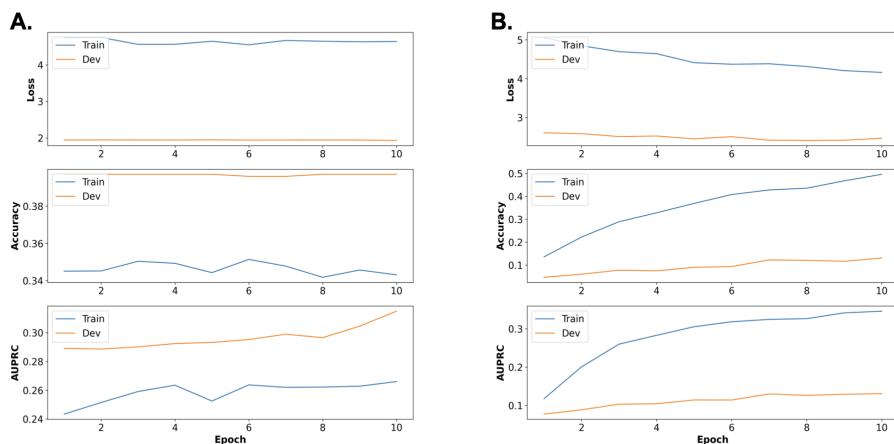 A.
Train
Dev
4
3
2
Loss
2 4 6 8 10
Train
Dev
0.38
0.36
0.34
Accuracy
2 4 6 8 10
Train
Dev
0.30
0.28
0.26
0.24
AUPRC
2 4 6 8 10
Epoch
B.
Train
Dev
5
3
Loss
2 4 6 8 10
Train
Dev
0.5
0.4
0.3
0.2
0.1
Accuracy
2 4 6 8 10
Train
Dev
0.3
0.2
0.1
AUPRC
2 4 6 8 10
Epoch